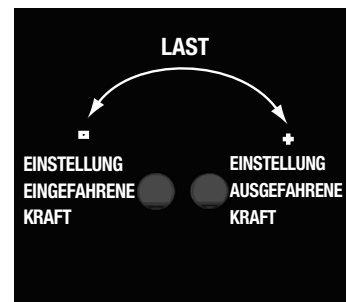 LAST
- +
EINSTELLUNG EINSTELLUNG
EINGEFAHRENE AUSGEFAHRENE
KRAFT KRAFT